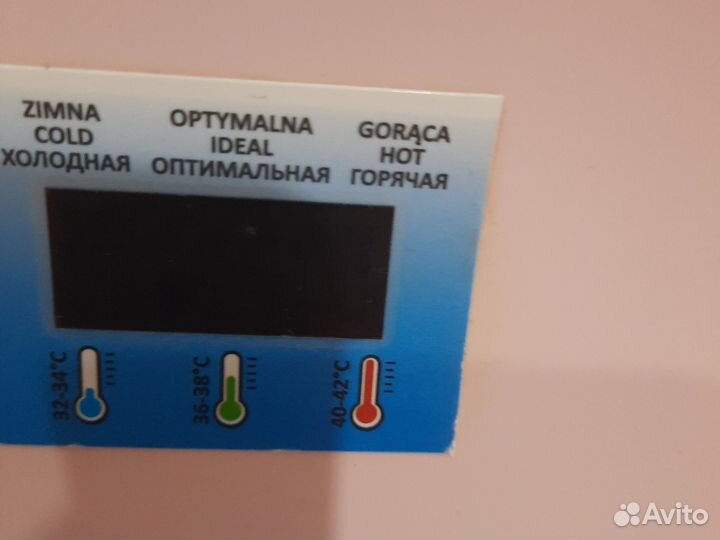 ZIMNA
COLD
ХОЛОДНАЯ
OPTYMALNA
IDEAL
ОПТИМАЛЬНАЯ
GORĄCA
HOT
ГОРЯЧАЯ
32-34°C
36-38°C
40-42°C
Avito